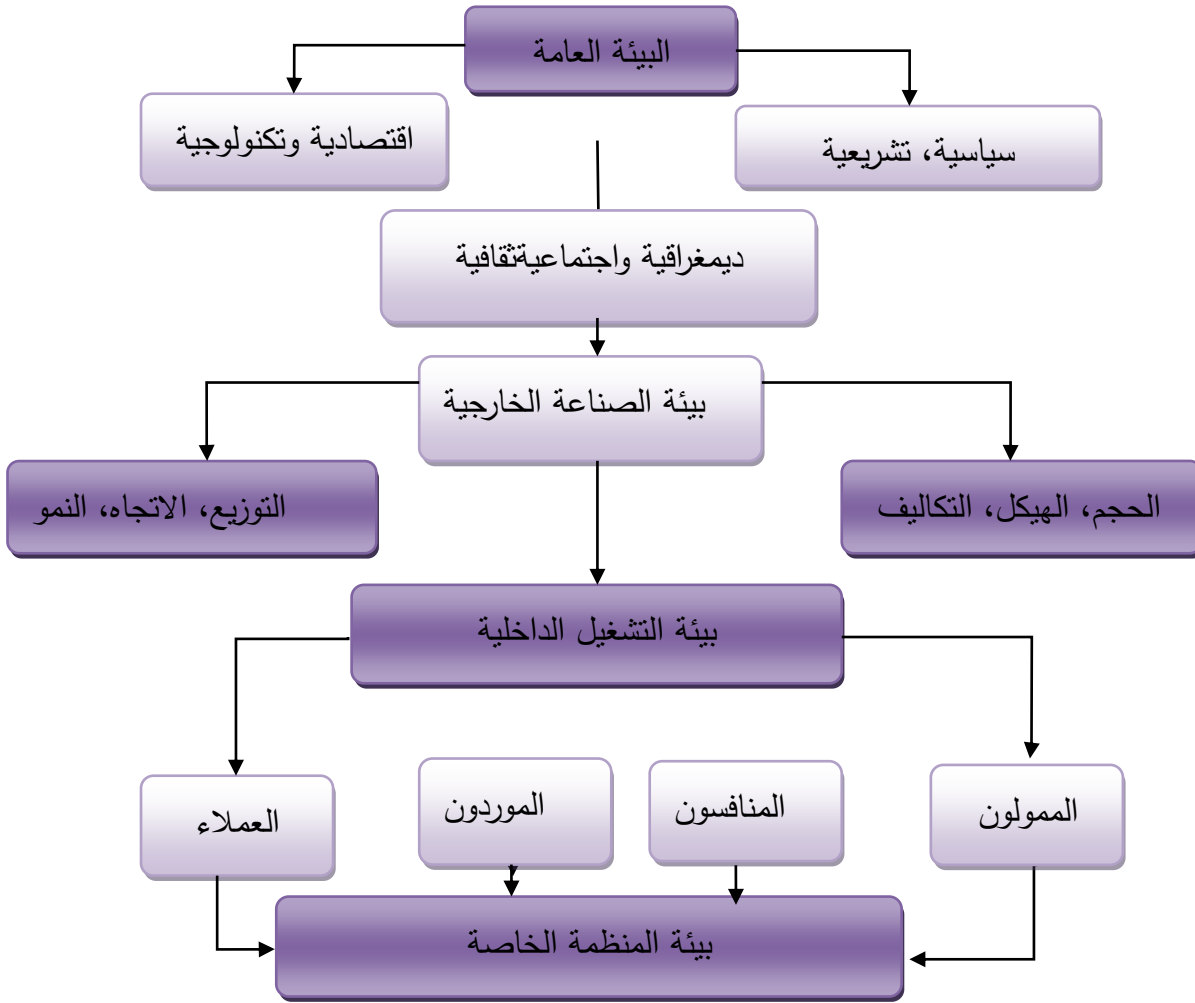 البيئة العامة
سياسية، تشريعية
اقتصادية وتكنولوجية
ديمغراقية واجتماعيةثقافية
بيئة الصناعة الخارجية
الحجم، الهيكل، التكاليف
التوزيع، الاتجاه، النمو
بيئة التشغيل الداخلية
الممولون
المنافسون
الموردون
العملاء
بيئة المنظمة الخاصة